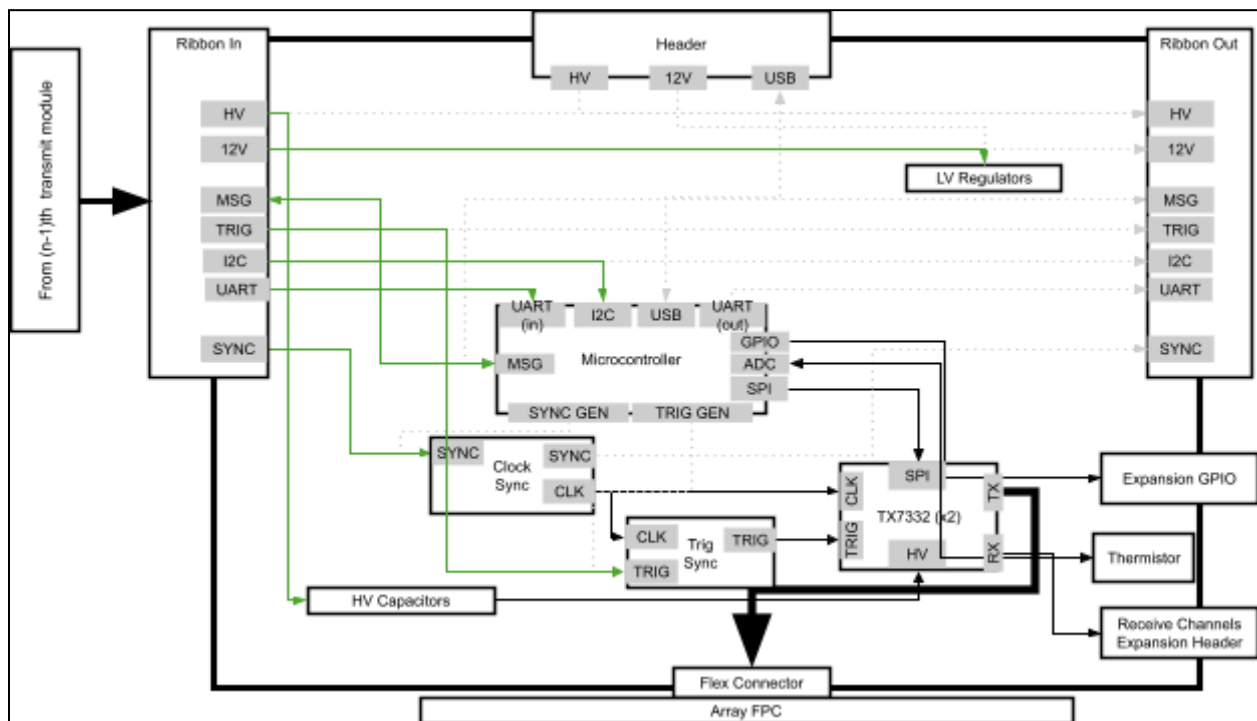 From (n-1)th transmit module
Ribbon In
HV
12V
MSG
TRIG
I2C
UART
SYNC
Header
HV
12V
USB
Ribbon Out
HV
12V
MSG
TRIG
I2C
UART
SYNC
LV Regulators
UART
(in)
I2C
USB
UART
(out)
Microcontroller
MSG
GPIO
ADC
SPI
SYNC GEN
TRIG GEN
SYNC
Clock
Sync
SYNC
CLK
CLK
TRIG
Trig
Sync
TRIG
CLK
TRIG
SPI
TX7332 (x2)
HV
TX
RX
Expansion GPIO
Thermistor
Receive Channels
Expansion Header
HV Capacitors
Flex Connector
Array FPC